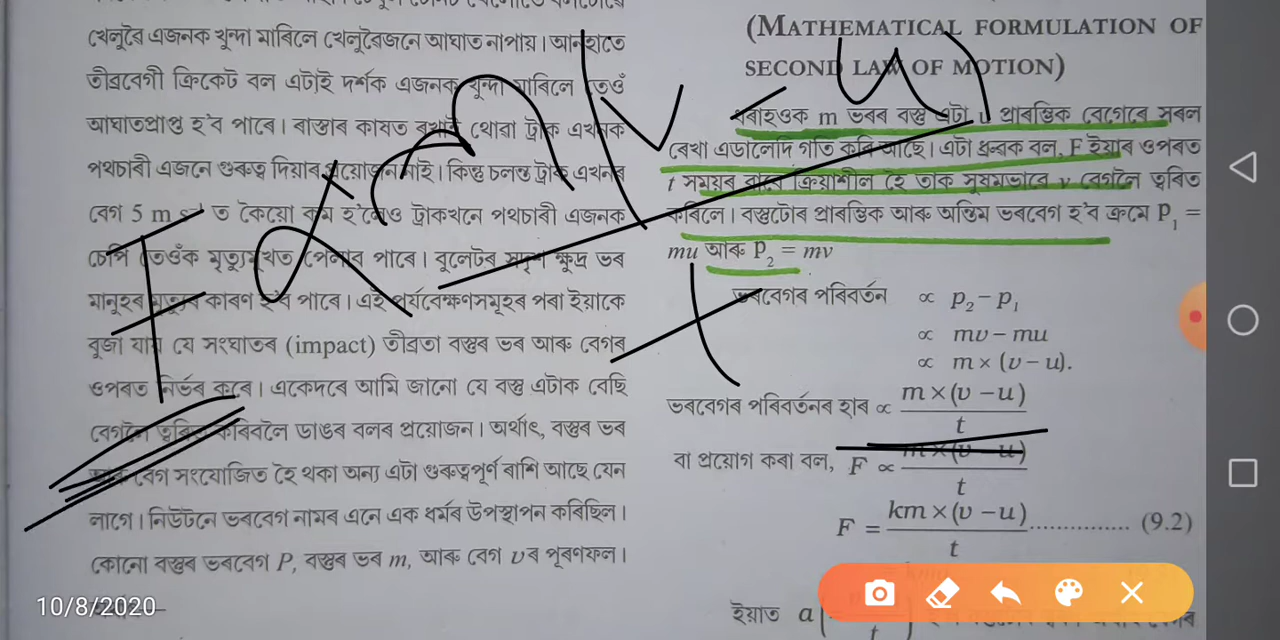 খেলুৱৈ এজনক খুন্দা মাৰিলে খেলুৱৈজনে আঘাত নাপায়। আনহাতে
তীব্ৰবেগী ক্ৰিকেট বল এটাই দৰ্শক এজনক খুন্দা মাৰিলে তেওঁ
আঘাতপ্ৰাপ্ত হ'ব পাৰে। ৰাস্তাৰ কাষত ৰখাই থোৱা ট্ৰাক এখনক
পথচাৰী এজনে গুৰুত্ব দিয়াৰ প্ৰয়োজন নাই। কিন্তু চলন্ত ট্ৰাক এখনৰ
বেগ 5 m s⁻¹ ত কৈয়ো কম হ'লেও ট্ৰাকখনে পথচাৰী এজনক
চেপি তেওঁক মৃত্যুমুখত পেলাব পাৰে। বুলেটৰ সদৃশ ক্ষুদ্ৰ ভৰ
মানুহৰ মৃত্যুৰ কাৰণ হ'ব পাৰে। এই পৰ্যবেক্ষণসমূহৰ পৰা ইয়াকে
বুজা যায় যে সংঘাতৰ (impact) তীব্ৰতা বস্তুৰ ভৰ আৰু বেগৰ
ওপৰত নিৰ্ভৰ কৰে। একেদৰে আমি জানো যে বস্তু এটাক বেছি
বেগলৈ ত্বৰিত কৰিবলৈ ডাঙৰ বলৰ প্ৰয়োজন। অৰ্থাৎ, বস্তুৰ ভৰ
আৰু বেগ সংযোজিত হৈ থকা অন্য এটা গুৰুত্বপূৰ্ণ ৰাশি আছে যেন
লাগে। নিউটনে ভৰবেগ নামৰ এনে এক ধৰ্মৰ উপস্থাপন কৰিছিল।
কোনো বস্তুৰ ভৰবেগ P, বস্তুৰ ভৰ m, আৰু বেগ υৰ পূৰণফল।
(MATHEMATICAL FORMULATION OF
SECOND LAW OF MOTION)
ধৰাহওক m ভৰৰ বস্তু এটা u প্ৰাৰম্ভিক বেগেৰে সৰল
ৰেখা এডালেদি গতি কৰি আছে। এটা ধ্ৰুৱক বল, F ইয়াৰ ওপৰত
t সময়ৰ বাবে ক্ৰিয়াশীল হৈ তাক সুষমভাবে v বেগলৈ ত্বৰিত
কৰিলে। বস্তুটোৰ প্ৰাৰম্ভিক আৰু অন্তিম ভৰবেগ হ'ব ক্ৰমে P₁ =
mu আৰু P₂ = mv
ভৰবেগৰ পৰিবৰ্তন ∝ p₂ − p₁
∝ mυ − mu
∝ m × (υ − u).
ভৰবেগৰ পৰিবৰ্তনৰ হাৰ ∝ m × (υ − u) / t
বা প্ৰয়োগ কৰা বল, F ∝ m × (υ − u) / t
F = km × (υ − u) / t .............. (9.2)
ইয়াত a
F ∝ m (v − u) / t
10/8/2020